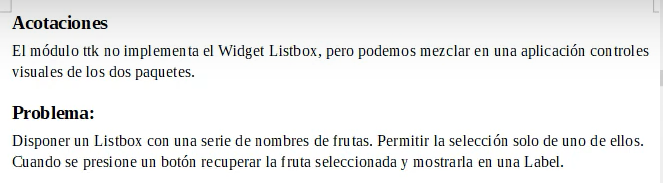 Acotaciones
El módulo ttk no implementa el Widget Listbox, pero podemos mezclar en una aplicación controles
visuales de los dos paquetes.
Problema:
Disponer un Listbox con una serie de nombres de frutas. Permitir la selección solo de uno de ellos.
Cuando se presione un botón recuperar la fruta seleccionada y mostrarla en una Label.